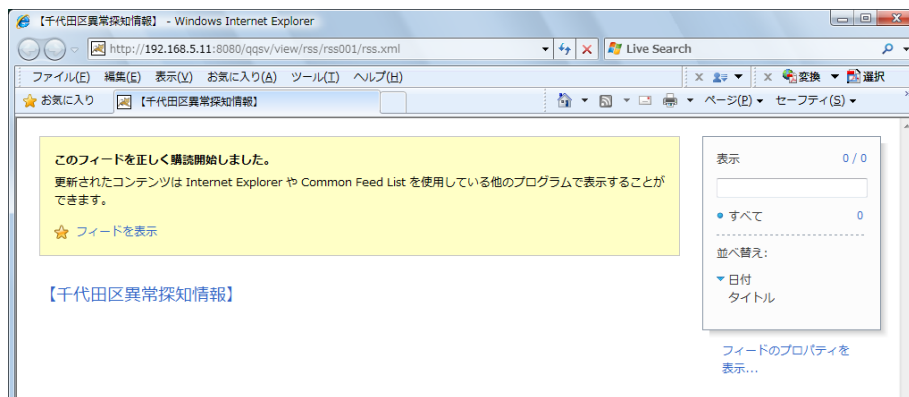 【千代田区異常探知情報】 - Windows Internet Explorer
http://192.168.5.11:8080/qqsv/view/rss/rss001/rss.xml
Live Search
ファイル(F) 編集(E) 表示(V) お気に入り(A) ツール(T) ヘルプ(H)
x
x 変換 選択
お気に入り 【千代田区異常探知情報】
ページ(P) セーフティ(S)
このフィードを正しく購読開始しました。
更新されたコンテンツは Internet Explorer や Common Feed List を使用している他のプログラムで表示することが
できます。
フィードを表示
【千代田区異常探知情報】
表示 0 / 0
すべて 0
並べ替え:
日付
タイトル
フィードのプロパティを
表示...